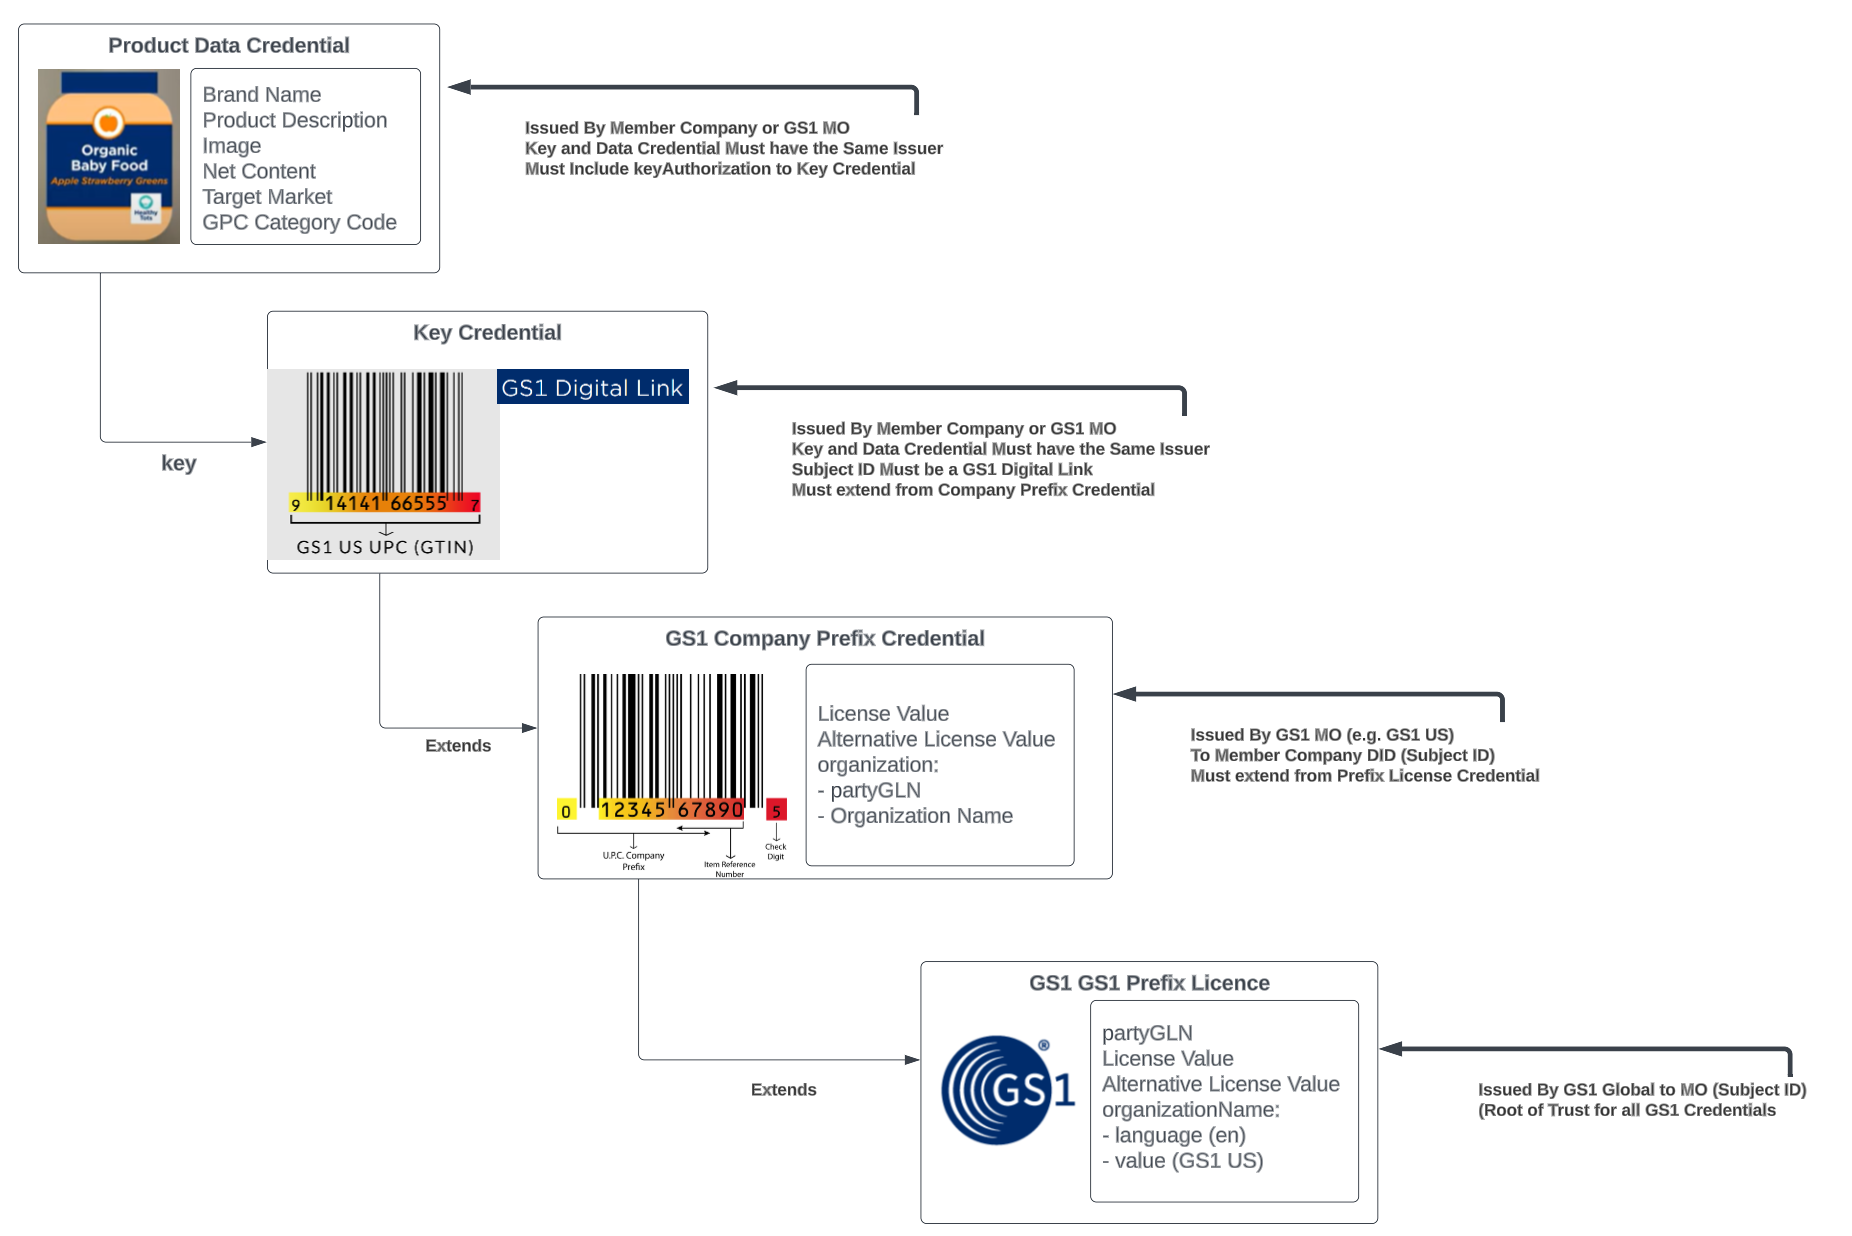 Product Data Credential
Organic
Baby Food
Apple Strawberry Greens
Healthy
Tots
Brand Name
Product Description
Image
Net Content
Target Market
GPC Category Code
Issued By Member Company or GS1 MO
Key and Data Credential Must have the Same Issuer
Must Include keyAuthorization to Key Credential
key
Key Credential
GS1 Digital Link
9 14141 66555 7
GS1 US UPC (GTIN)
Issued By Member Company or GS1 MO
Key and Data Credential Must have the Same Issuer
Subject ID Must be a GS1 Digital Link
Must extend from Company Prefix Credential
Extends
GS1 Company Prefix Credential
0 12345 67890 5
U.P.C. Company
Prefix
Item Reference
Number
Check
Digit
License Value
Alternative License Value
organization:
- partyGLN
- Organization Name
Issued By GS1 MO (e.g. GS1 US)
To Member Company DID (Subject ID)
Must extend from Prefix License Credential
Extends
GS1 GS1 Prefix Licence
GS1
®
partyGLN
License Value
Alternative License Value
organizationName:
- language (en)
- value (GS1 US)
Issued By GS1 Global to MO (Subject ID)
(Root of Trust for all GS1 Credentials